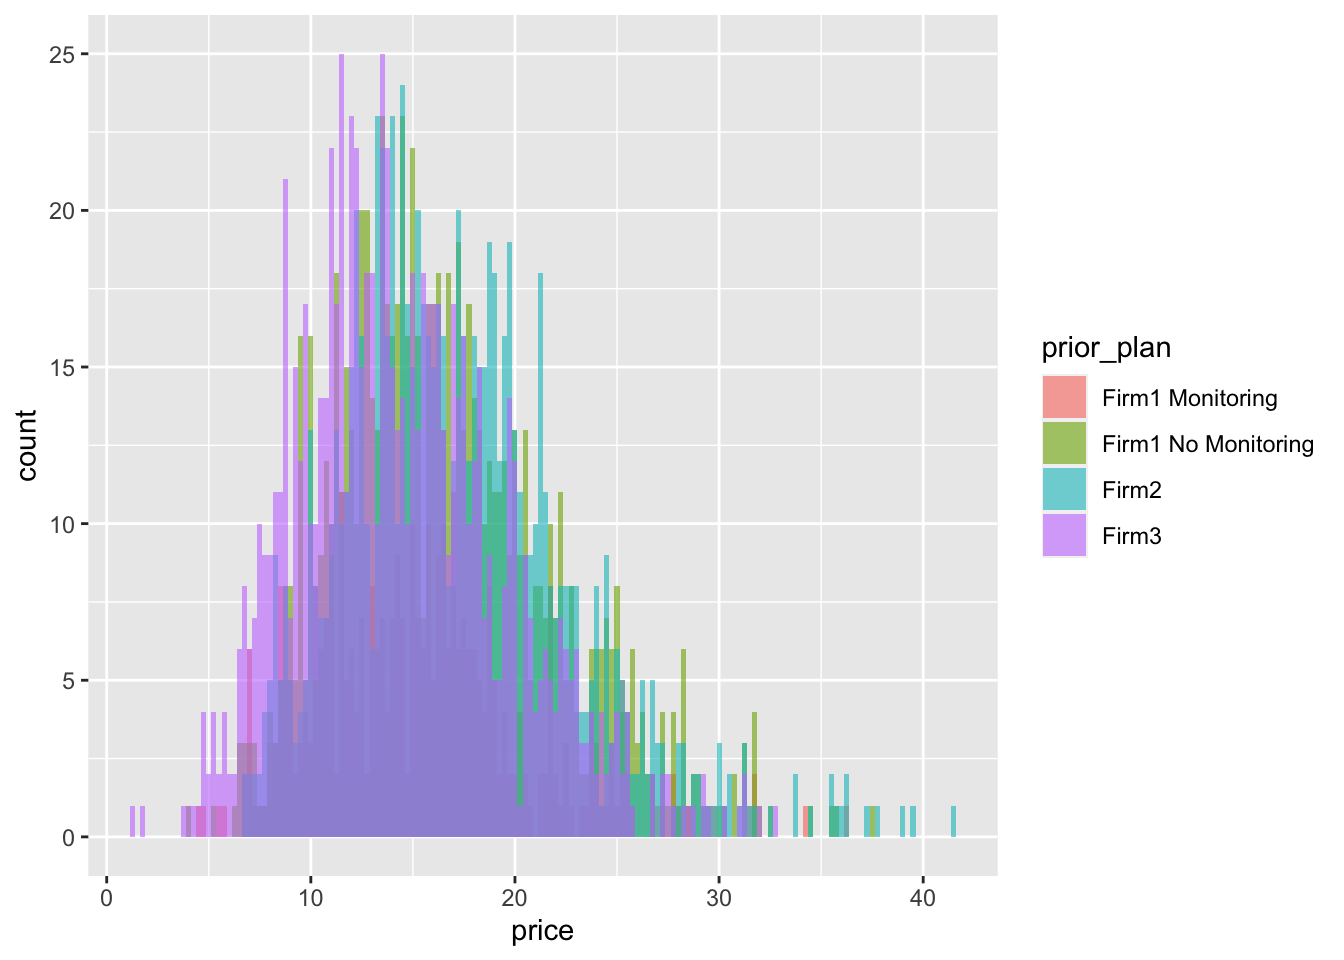 25
20
15
10
5
0
count
0 10 20 30 40
price
prior_plan
Firm1 Monitoring
Firm1 No Monitoring
Firm2
Firm3